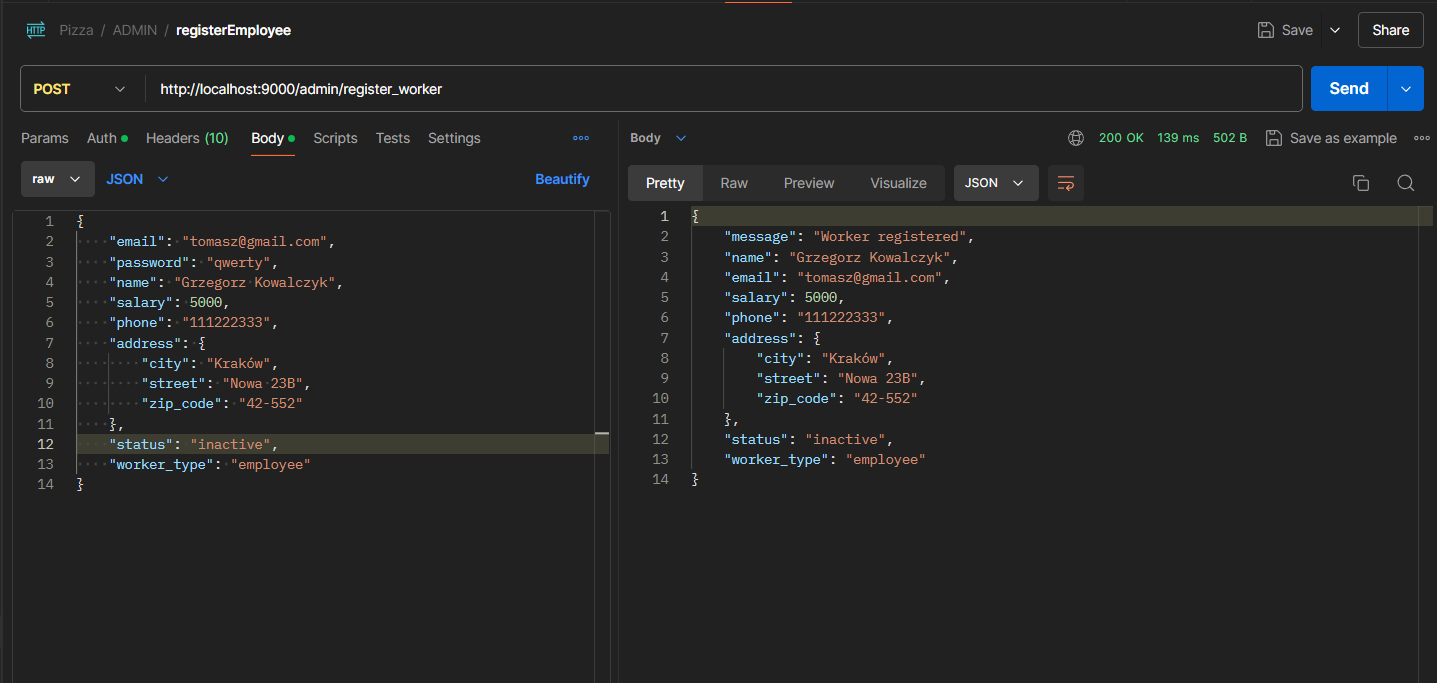 HTTP Pizza / ADMIN / registerEmployee Save Share
POST http://localhost:9000/admin/register_worker Send
Params Auth Headers (10) Body Scripts Tests Settings
raw JSON Beautify
1 {
2 "email": "tomasz@gmail.com",
3 "password": "qwerty",
4 "name": "Grzegorz Kowalczyk",
5 "salary": 5000,
6 "phone": "111222333",
7 "address": {
8 "city": "Kraków",
9 "street": "Nowa 23B",
10 "zip_code": "42-552"
11 },
12 "status": "inactive",
13 "worker_type": "employee"
14 }
Body 200 OK 139 ms 502 B Save as example
Pretty Raw Preview Visualize JSON
1 {
2 "message": "Worker registered",
3 "name": "Grzegorz Kowalczyk",
4 "email": "tomasz@gmail.com",
5 "salary": 5000,
6 "phone": "111222333",
7 "address": {
8 "city": "Kraków",
9 "street": "Nowa 23B",
10 "zip_code": "42-552"
11 },
12 "status": "inactive",
13 "worker_type": "employee"
14 }